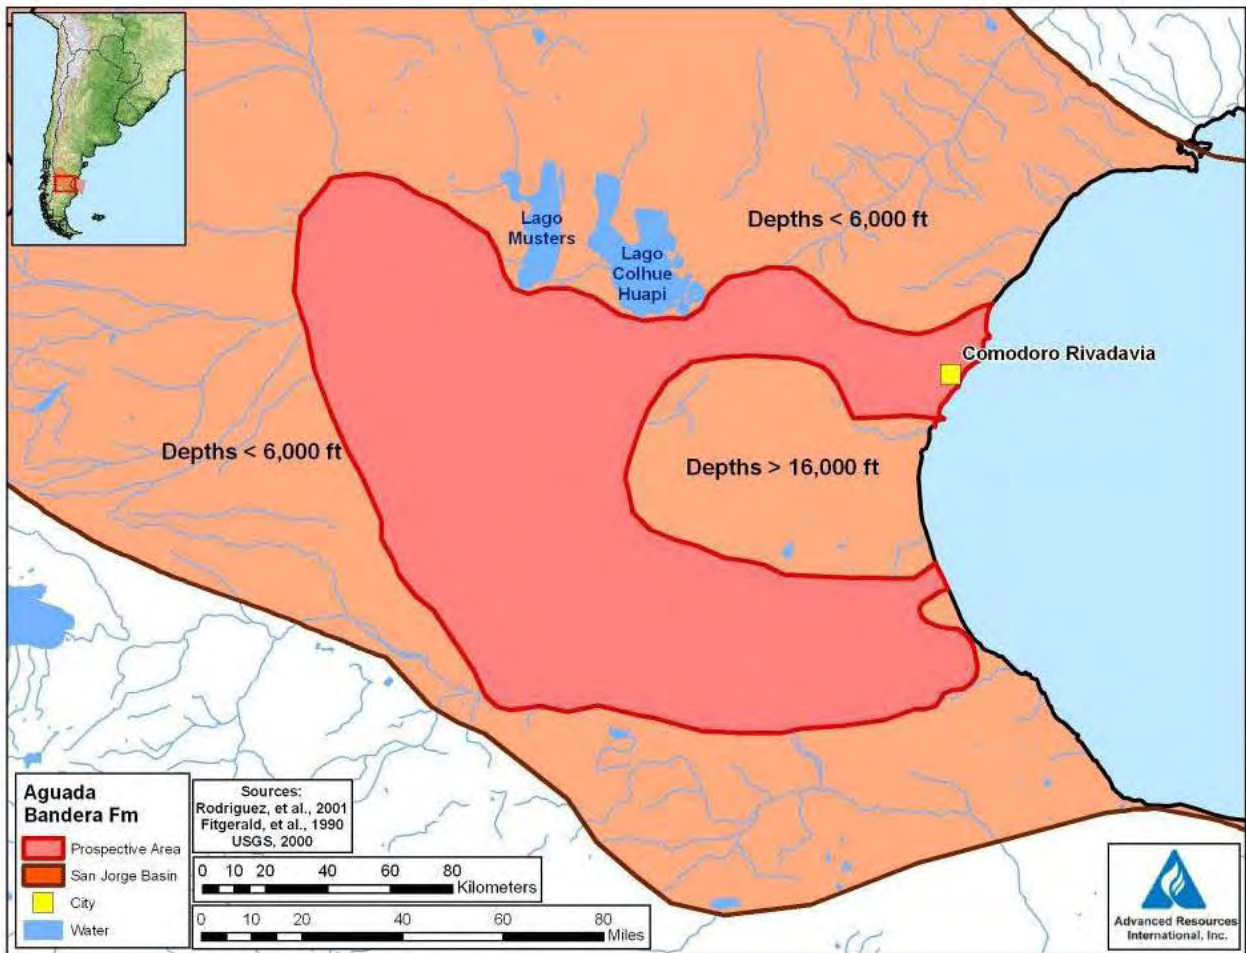 Depths < 6,000 ft
Lago
Musters
Lago
Colhue
Huapi
Comodoro Rivadavia
Depths < 6,000 ft
Depths > 16,000 ft
Aguada
Bandera Fm
Prospective Area
San Jorge Basin
City
Water
Sources:
Rodriguez, et al., 2001
Fitgerald, et al., 1990
USGS, 2000
0 10 20 40 60 80
Kilometers
0 10 20 40 60 80
Miles
Advanced Resources
International, Inc.